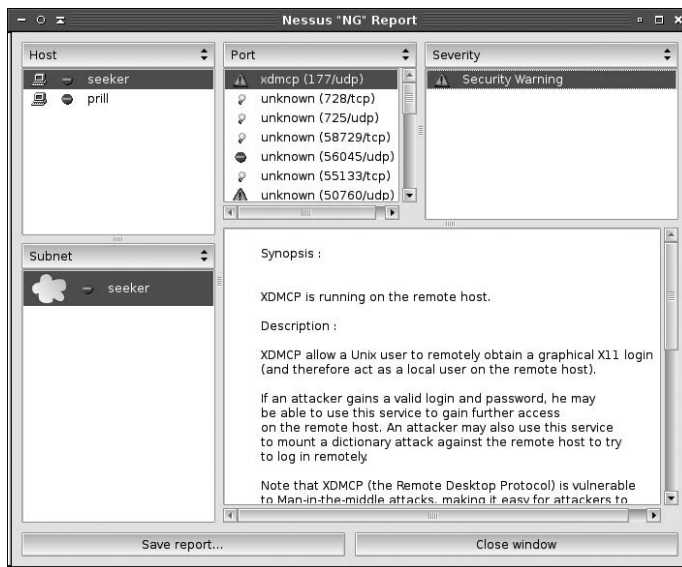 Nessus "NG" Report
Host
seeker
prill
Port
xdmcp (177/udp)
unknown (728/tcp)
unknown (725/udp)
unknown (58729/tcp)
unknown (56045/udp)
unknown (55133/tcp)
unknown (50760/udp)
Severity
Security Warning
Subnet
seeker
Synopsis :
XDMCP is running on the remote host.
Description :
XDMCP allow a Unix user to remotely obtain a graphical X11 login
(and therefore act as a local user on the remote host).
If an attacker gains a valid login and password, he may
be able to use this service to gain further access
on the remote host. An attacker may also use this service
to mount a dictionary attack against the remote host to try
to log in remotely.
Note that XDMCP (the Remote Desktop Protocol) is vulnerable
to Man-in-the-middle attacks, making it easy for attackers to
Save report...
Close window